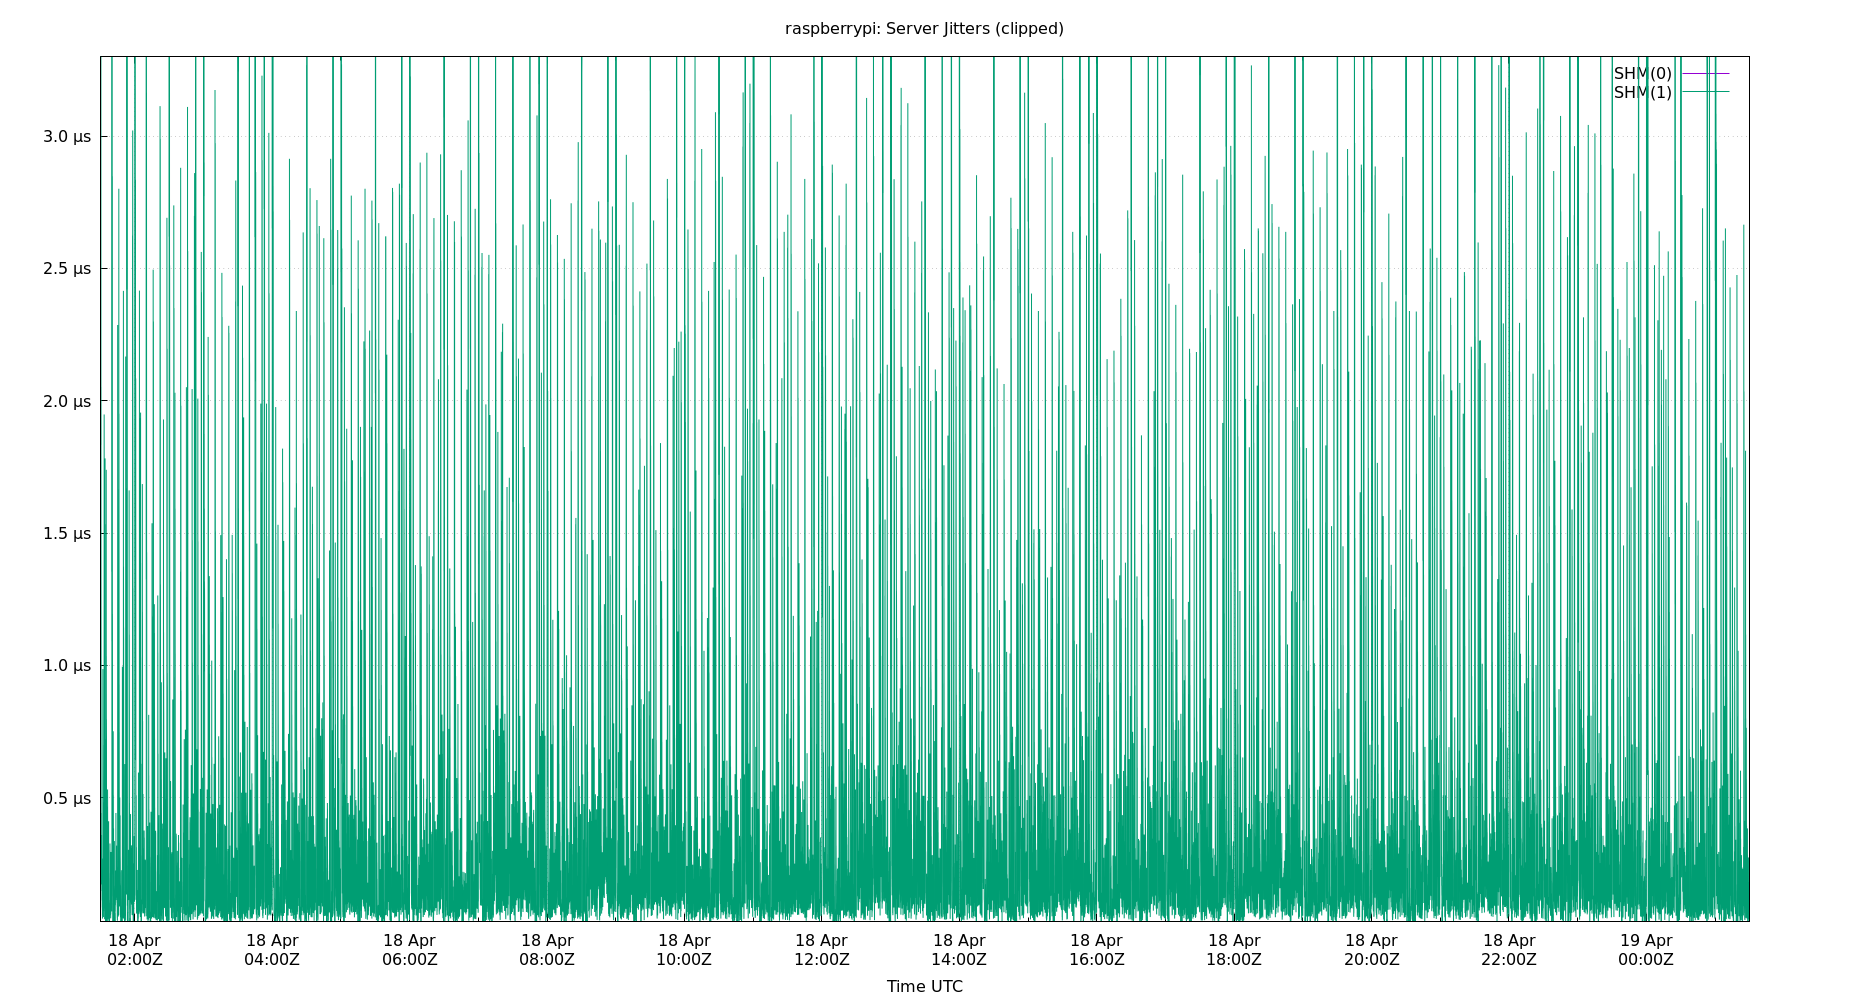 raspberrypi: Server Jitters (clipped)
SHM(0)
SHM(1)
3.0 µs
2.5 µs
2.0 µs
1.5 µs
1.0 µs
0.5 µs
18 Apr 18 Apr 18 Apr 18 Apr 18 Apr 18 Apr 18 Apr 18 Apr 18 Apr 18 Apr 18 Apr 19 Apr
02:00Z 04:00Z 06:00Z 08:00Z 10:00Z 12:00Z 14:00Z 16:00Z 18:00Z 20:00Z 22:00Z 00:00Z
Time UTC